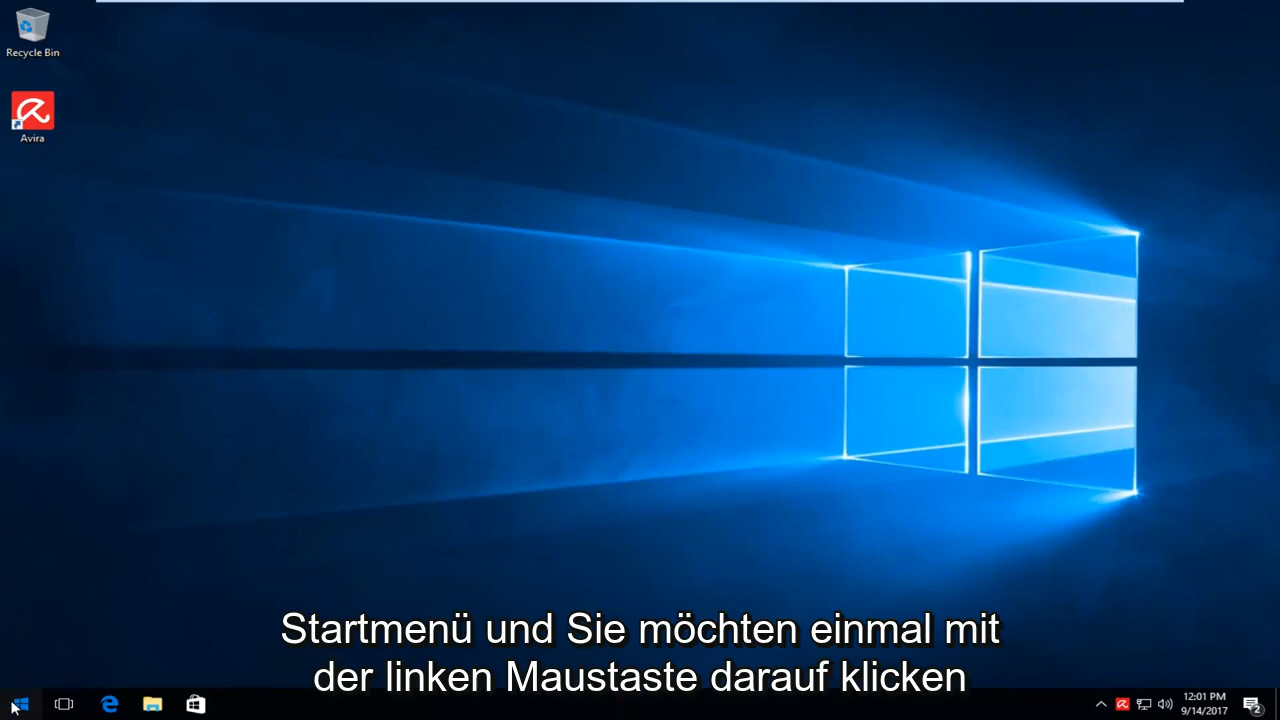 Recycle Bin
Avira
Startmenü und Sie möchten einmal mit
der linken Maustaste darauf klicken
12:01 PM
9/14/2017
2